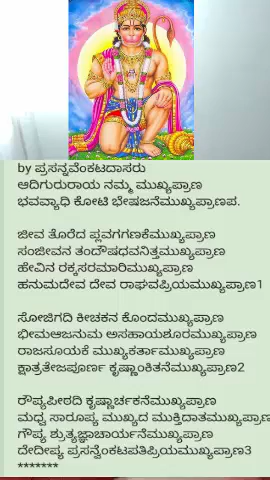 by ಪ್ರಸನ್ನವೆಂಕಟದಾಸರು
ಆದಿಗುರುರಾಯ ನಮ್ಮ ಮುಖ್ಯಪ್ರಾಣ
ಭವವ್ಯಾಧಿ ಕೋಟಿ ಭೇಷಜನೆಮುಖ್ಯಪ್ರಾಣಪ.
ಜೀವ ತೊರೆದ ಪ್ಲವಗಗಣಕೆಮುಖ್ಯಪ್ರಾಣ
ಸಂಜೀವನ ತಂದೌಷಧವನಿತ್ತಮುಖ್ಯಪ್ರಾಣ
ಹೇವಿನ ರಕ್ಕಸರಮಾರಿಮುಖ್ಯಪ್ರಾಣ
ಹನುಮದೇವ ದೇವ ರಾಘವಪ್ರಿಯಮುಖ್ಯಪ್ರಾಣ1
ಸೋಜಿಗದಿ ಕೀಚಕನ ಕೊಂದಮುಖ್ಯಪ್ರಾಣ
ಭೀಮಆಜನುಮ ಅಸಹಾಯಶೂರಮುಖ್ಯಪ್ರಾಣ
ರಾಜಸೂಯಕೆ ಮುಖ್ಯಕರ್ತಾಮುಖ್ಯಪ್ರಾಣ
ಕ್ಷಾತ್ರತೇಜಪೂರ್ಣ ಕೃಷ್ಣಾಂಕಿತನೆಮುಖ್ಯಪ್ರಾಣ2
ರೌಪ್ಯಪೀಠದಿ ಕೃಷ್ಣಾರ್ಚಕನೆಮುಖ್ಯಪ್ರಾಣ
ಮಧ್ವ ಸಾರೂಪ್ಯ ಮುಖ್ಯದ ಮುಕ್ತಿದಾತಮುಖ್ಯಪ್ರಾಣ
ಗೌಪ್ಯ ಶ್ರುತ್ಯಜ್ಞಾಚಾರ್ಯನೆಮುಖ್ಯಪ್ರಾಣ
ದೇದೀಪ್ಯ ಪ್ರಸನ್ವೆಂಕಟಪತಿಪ್ರಿಯಮುಖ್ಯಪ್ರಾಣ3
*******